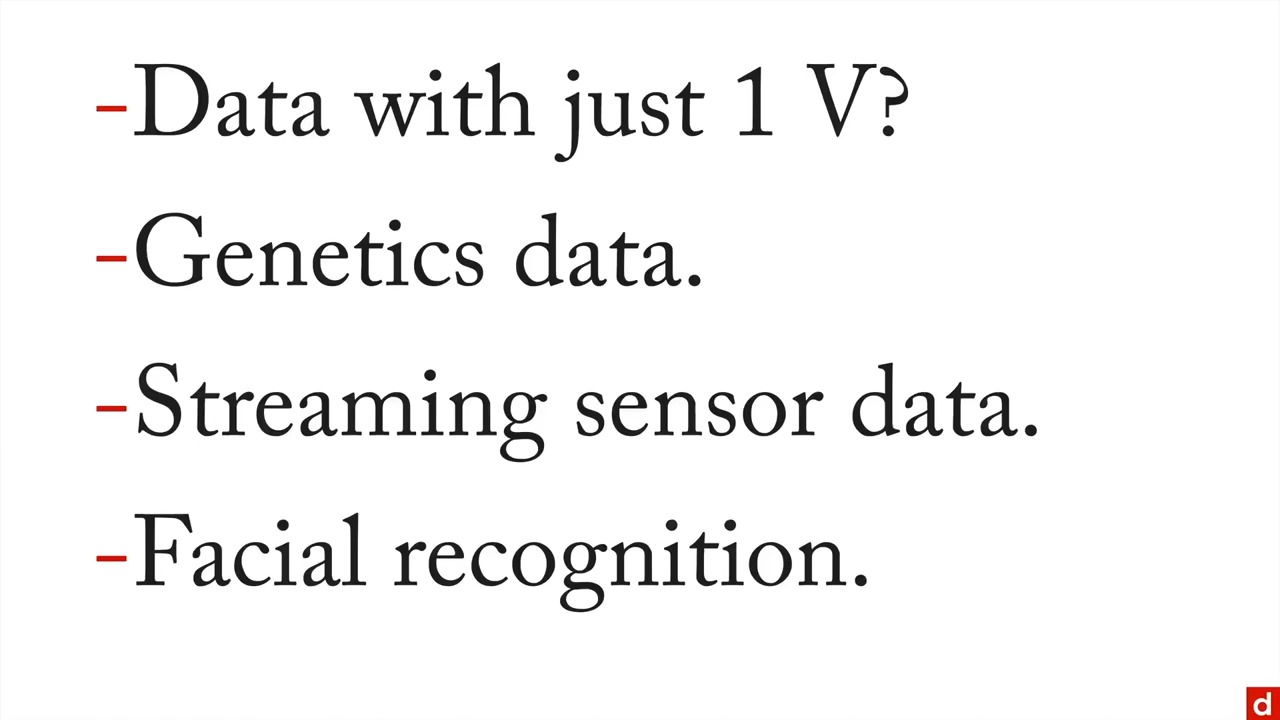 -Data with just 1 V?
-Genetics data.
-Streaming sensor data.
-Facial recognition.
d